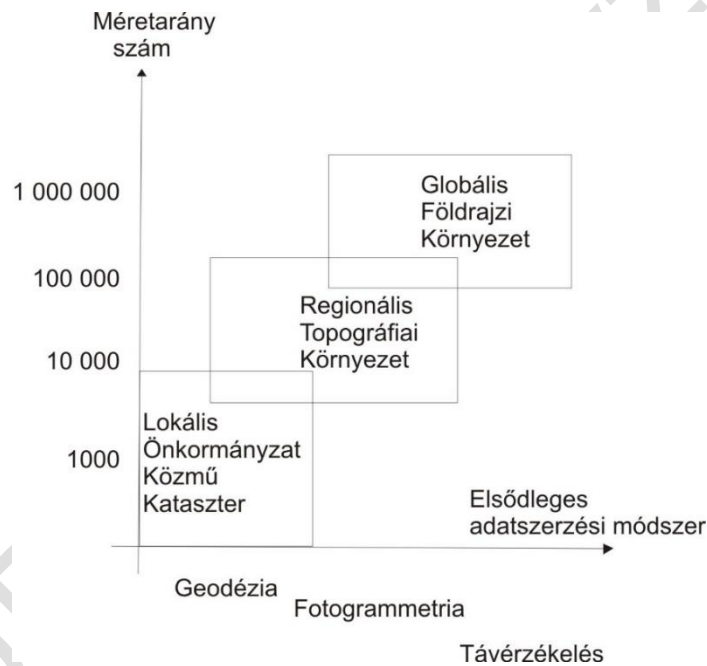 Méretarány
szám
1 000 000
Globális
Földrajzi
Környezet
100 000
Regionális
Topográfiai
Környezet
10 000
Lokális
Önkormányzat
Közmű
Kataszter
1000
Elsődleges
adatszerzési módszer
Geodézia
Fotogrammetria
Távérzékelés